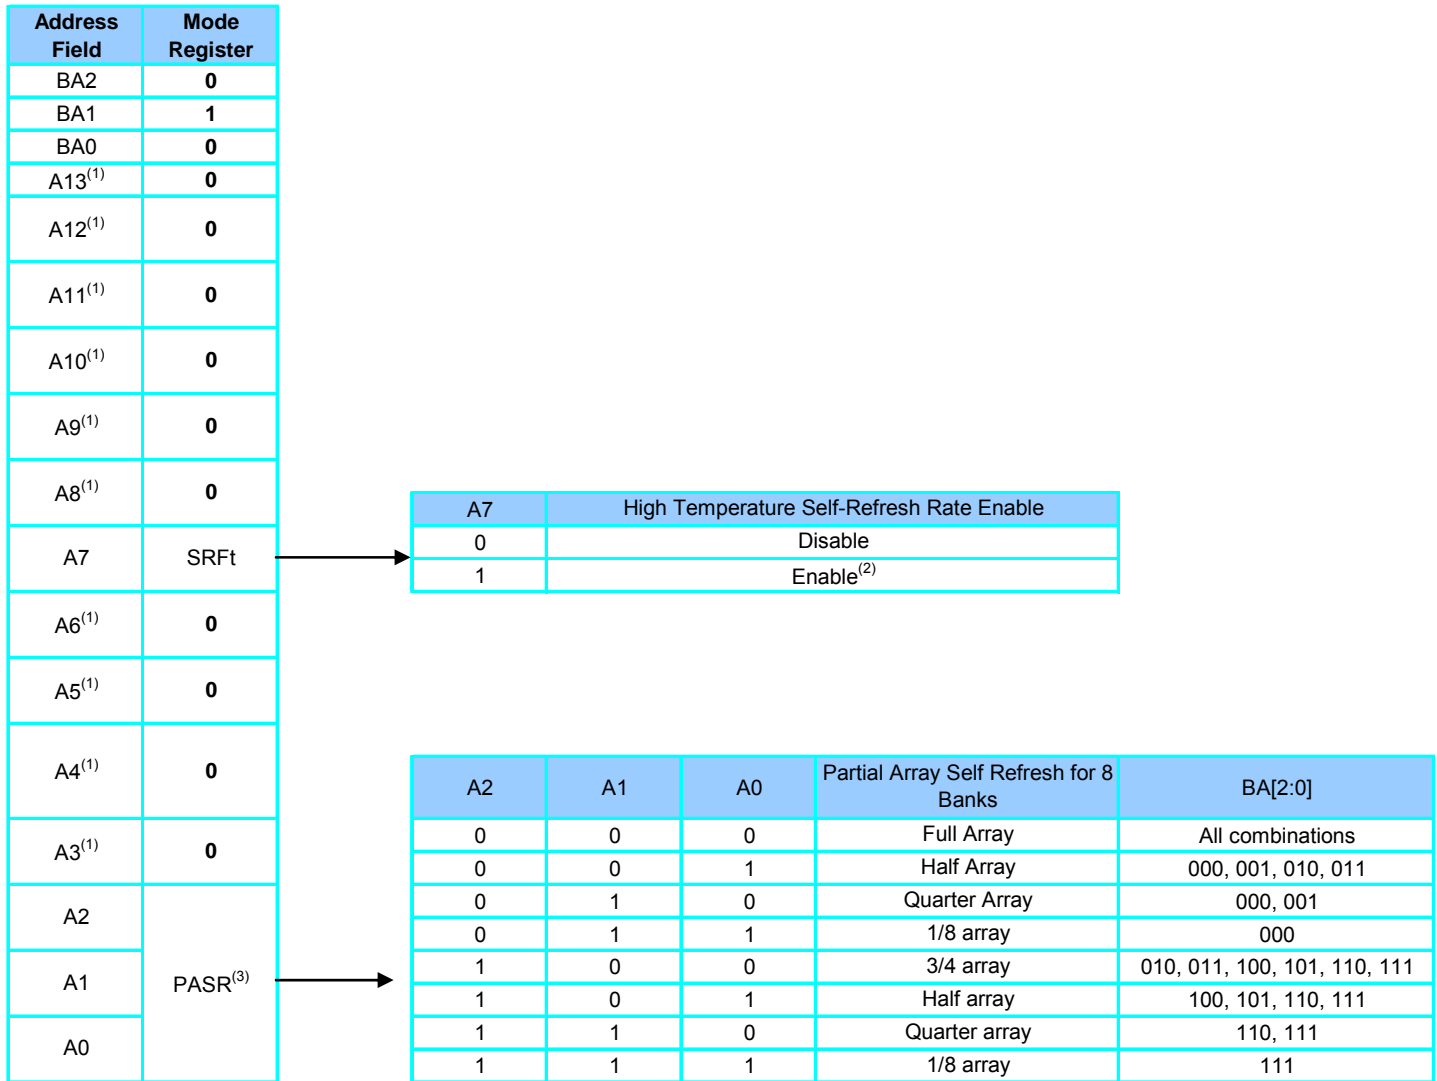 Address Field Mode Register
BA2 0
BA1 1
BA0 0
A13(1) 0
A12(1) 0
A11(1) 0
A10(1) 0
A9(1) 0
A8(1) 0
A7 SRFt
A6(1) 0
A5(1) 0
A4(1) 0
A3(1) 0
A2
A1 PASR(3)
A0
A7 High Temperature Self-Refresh Rate Enable
0 Disable
1 Enable(2)
A2 A1 A0 Partial Array Self Refresh for 8 Banks BA[2:0]
0 0 0 Full Array All combinations
0 0 1 Half Array 000, 001, 010, 011
0 1 0 Quarter Array 000, 001
0 1 1 1/8 array 000
1 0 0 3/4 array 010, 011, 100, 101, 110, 111
1 0 1 Half array 100, 101, 110, 111
1 1 0 Quarter array 110, 111
1 1 1 1/8 array 111